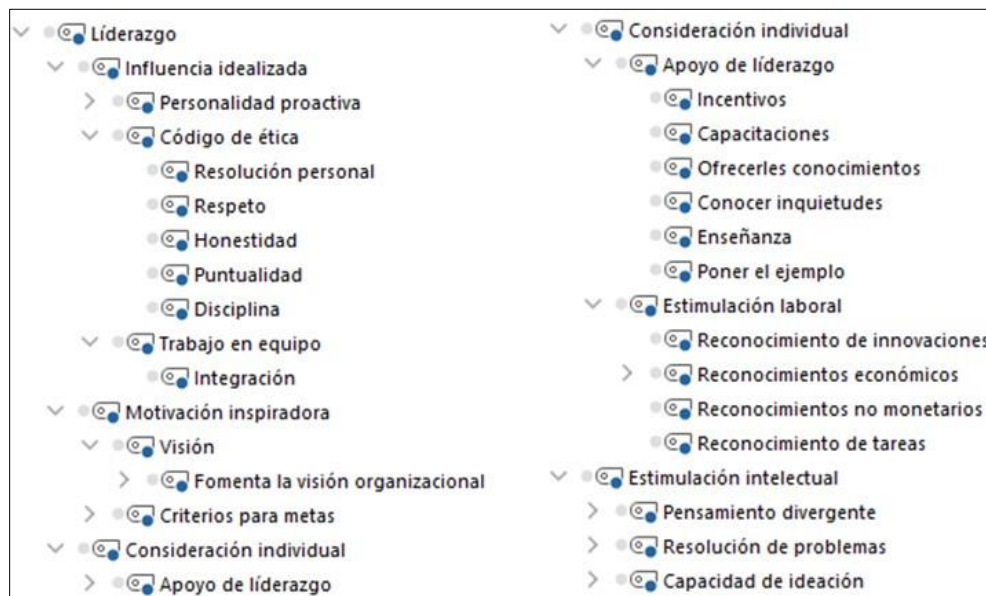 Líderazgo
Influencia idealizada
Personalidad proactiva
Código de ética
Resolución personal
Respeto
Honestidad
Puntualidad
Disciplina
Trabajo en equipo
Integración
Motivación inspiradora
Visión
Fomenta la visión organizacional
Criterios para metas
Consideración individual
Apoyo de líderazgo
Consideración individual
Apoyo de líderazgo
Incentivos
Capacitaciones
Ofrecerles conocimientos
Conocer inquietudes
Enseñanza
Poner el ejemplo
Estimulación laboral
Reconocimiento de innovaciones
Reconocimientos económicos
Reconocimientos no monetarios
Reconocimiento de tareas
Estimulación intelectual
Pensamiento divergente
Resolución de problemas
Capacidad de ideación